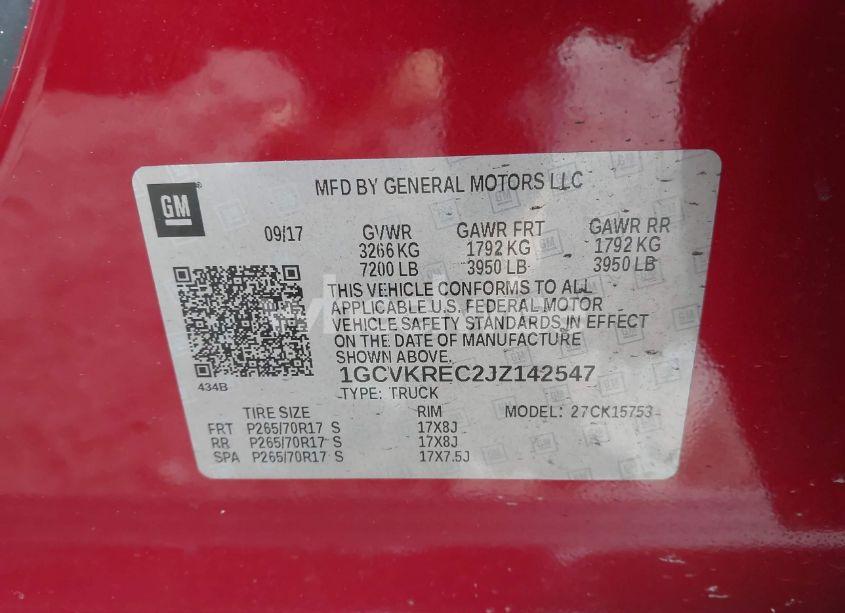 GM
MFD BY GENERAL MOTORS LLC
09/17 GVWR GAWR FRT GAWR RR
3266 KG 1792 KG 1792 KG
7200 LB 3950 LB 3950 LB
THIS VEHICLE CONFORMS TO ALL
APPLICABLE U.S. FEDERAL MOTOR
VEHICLE SAFETY STANDARDS IN EFFECT
ON THE DATE OF MANUFACTURE
SHOWN ABOVE.
1GCVKREC2JZ142547
434B
TYPE: TRUCK
TIRE SIZE RIM MODEL: 27CK15753
FRT P265/70R17 S 17X8J
RR P265/70R17 S 17X8J
SPA P265/70R17 S 17X7.5J